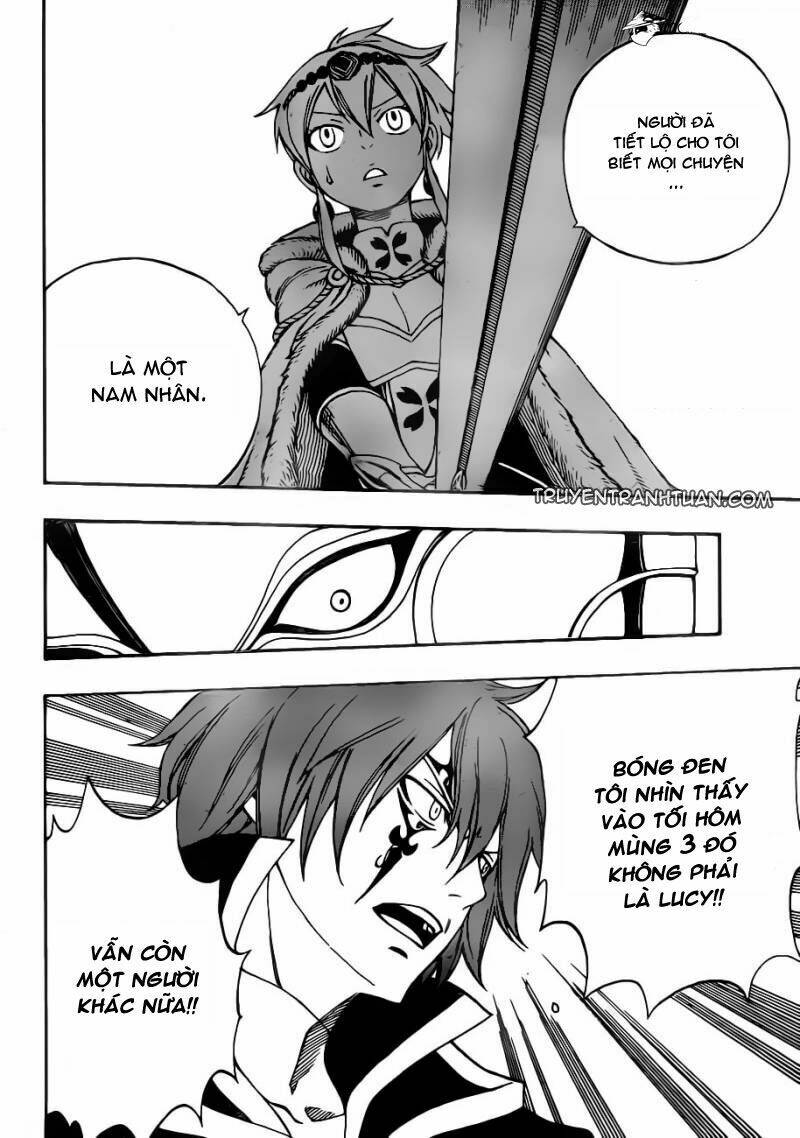 NGƯỜI ĐÃ
TIẾT LỘ CHO TÔI
BIẾT MỌI CHUYỆN
...
LÀ MỘT
NAM NHÂN.
TRUYENTRANHTUAN.COM
BÓNG ĐEN
TÔI NHÌN THẤY
VÀO TỐI HÔM
MÙNG 3 ĐÓ
KHÔNG PHẢI
LÀ LUCY!!
VẪN CÒN
MỘT NGƯỜI
KHÁC NỮA!!